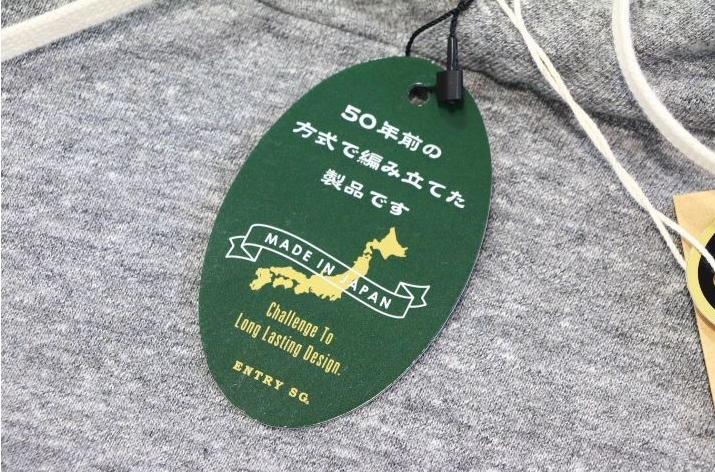 50年前の
方式で編み立てた
製品です
MADE IN JAPAN
Challenge To
Long Lasting Design.
ENTRY SG.